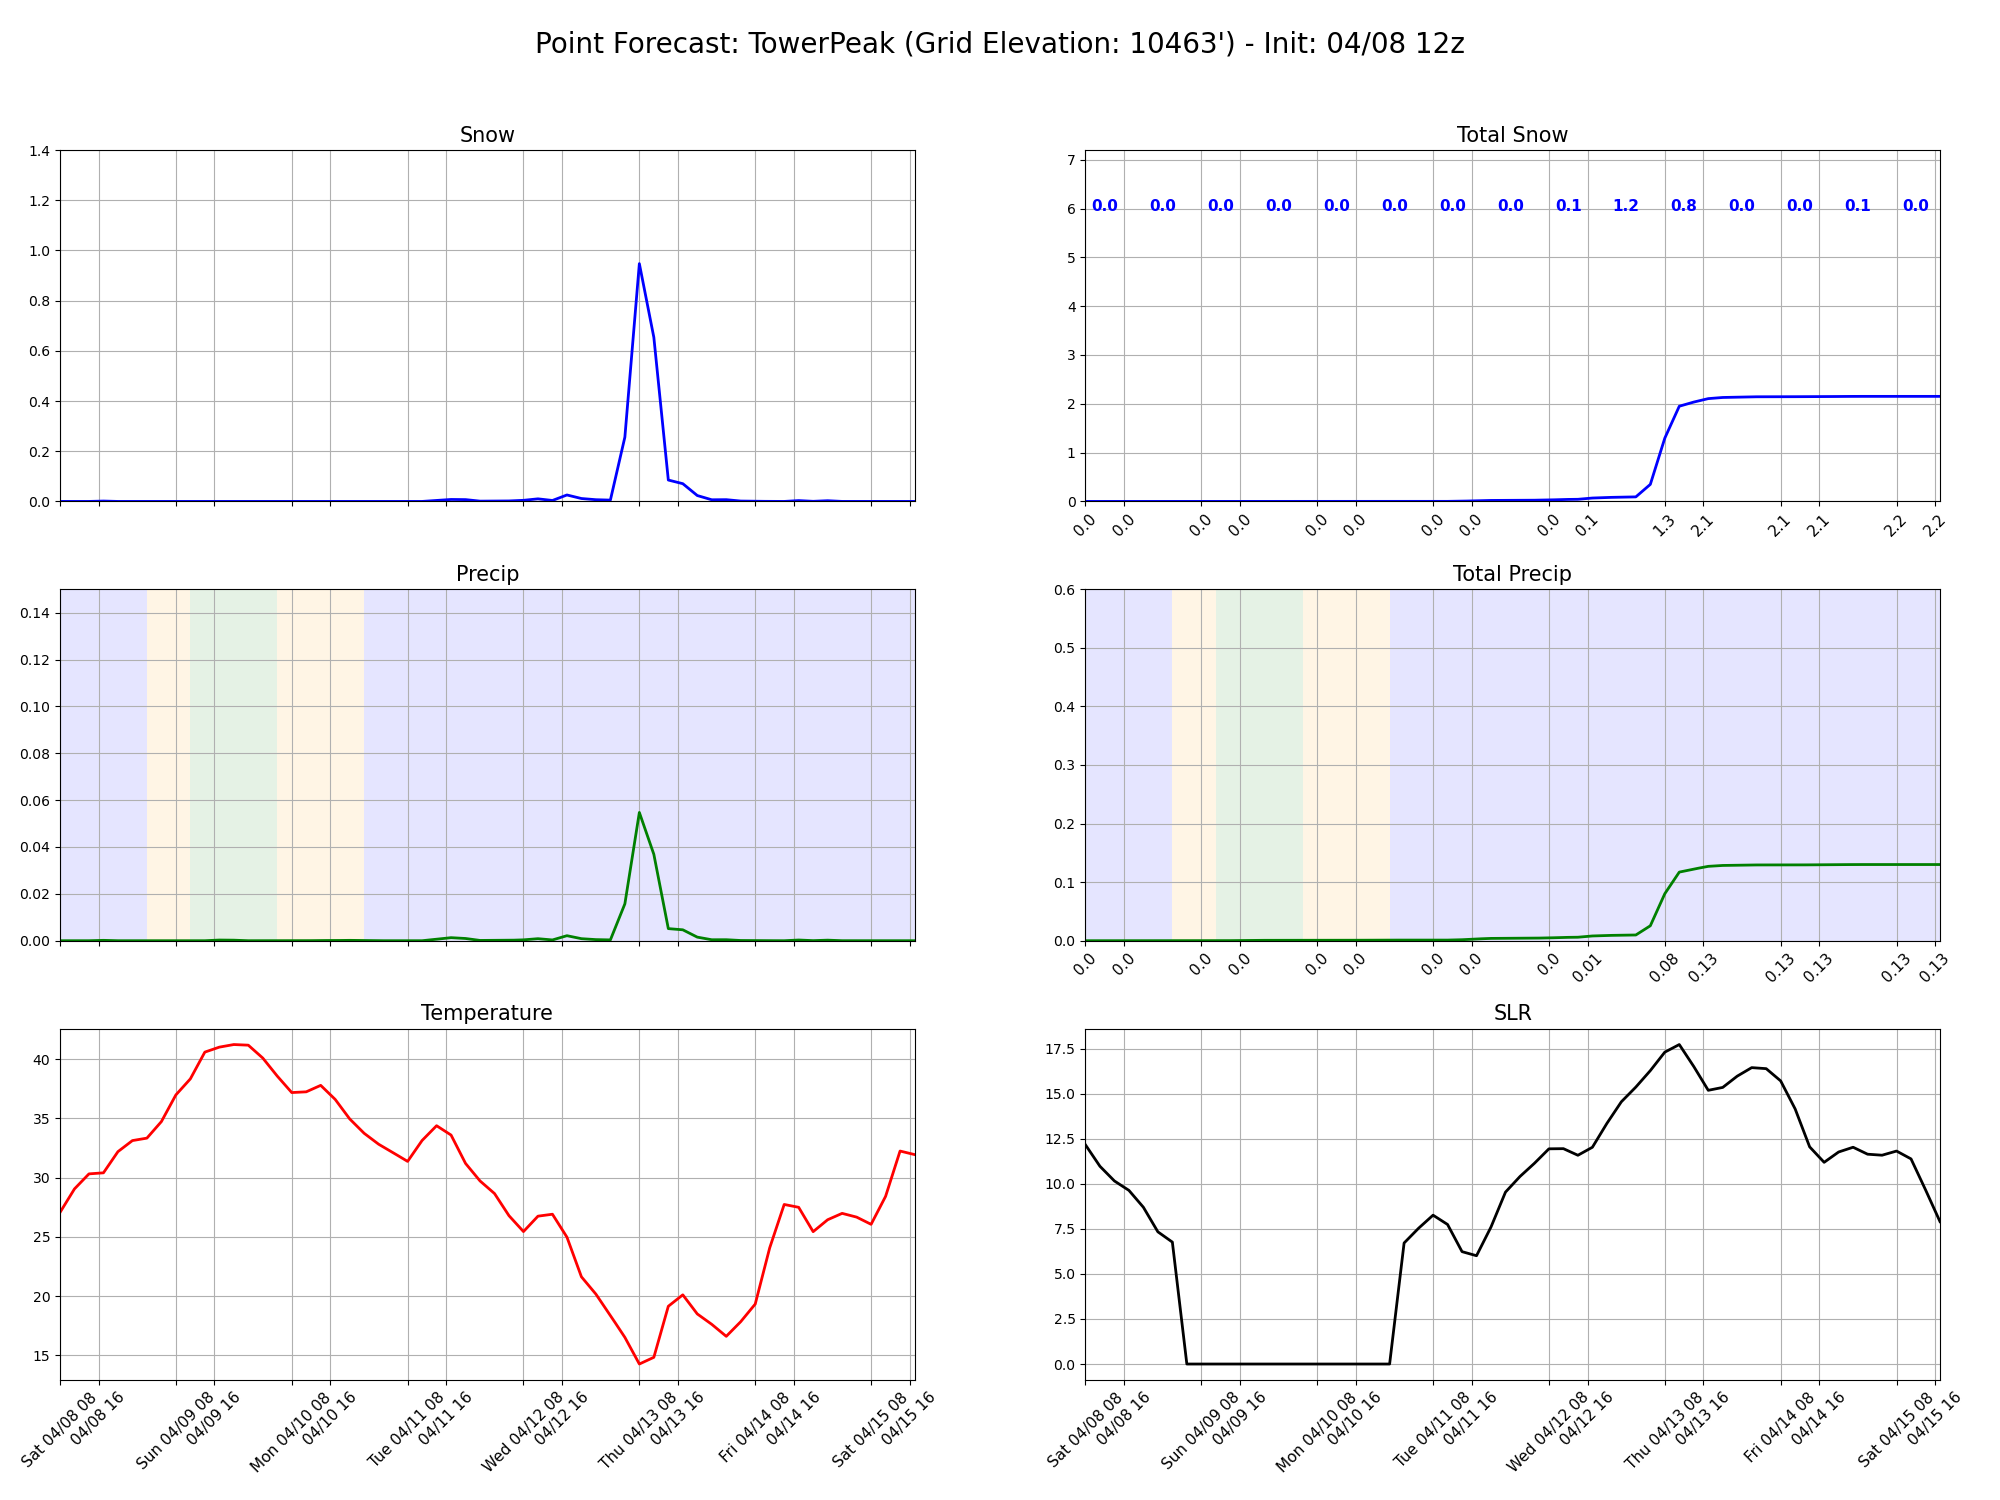 Point Forecast: TowerPeak (Grid Elevation: 10463') - Init: 04/08 12z
Snow
1.4
1.2
1.0
0.8
0.6
0.4
0.2
0.0
Total Snow
7
6
5
4
3
2
1
0
0.0 0.0 0.0 0.0 0.0 0.0 0.0 0.0 0.1 1.2 0.8 0.0 0.0 0.1 0.0
0.0 0.0 0.0 0.0 0.0 0.0 0.0 0.0 0.0 0.1 1.3 2.1 2.1 2.1 2.2 2.2
Precip
0.14
0.12
0.10
0.08
0.06
0.04
0.02
0.00
Total Precip
0.6
0.5
0.4
0.3
0.2
0.1
0.0
0.0 0.0 0.0 0.0 0.0 0.0 0.0 0.0 0.0 0.01 0.08 0.13 0.13 0.13 0.13 0.13
Temperature
40
35
30
25
20
15
Sat 04/08 08
04/08 16
Sun 04/09 08
04/09 16
Mon 04/10 08
04/10 16
Tue 04/11 08
04/11 16
Wed 04/12 08
04/12 16
Thu 04/13 08
04/13 16
Fri 04/14 08
04/14 16
Sat 04/15 08
04/15 16
SLR
17.5
15.0
12.5
10.0
7.5
5.0
2.5
0.0
Sat 04/08 08
04/08 16
Sun 04/09 08
04/09 16
Mon 04/10 08
04/10 16
Tue 04/11 08
04/11 16
Wed 04/12 08
04/12 16
Thu 04/13 08
04/13 16
Fri 04/14 08
04/14 16
Sat 04/15 08
04/15 16